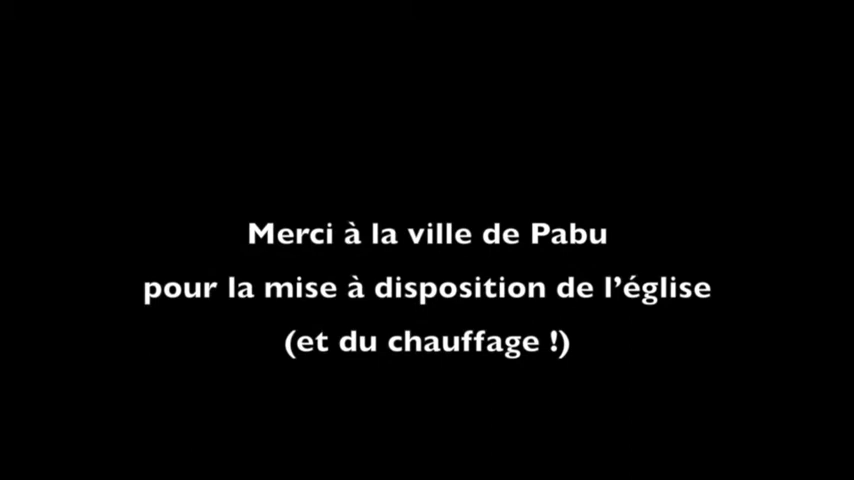 Merci à la ville de Pabu
pour la mise à disposition de l’église
(et du chauffage !)